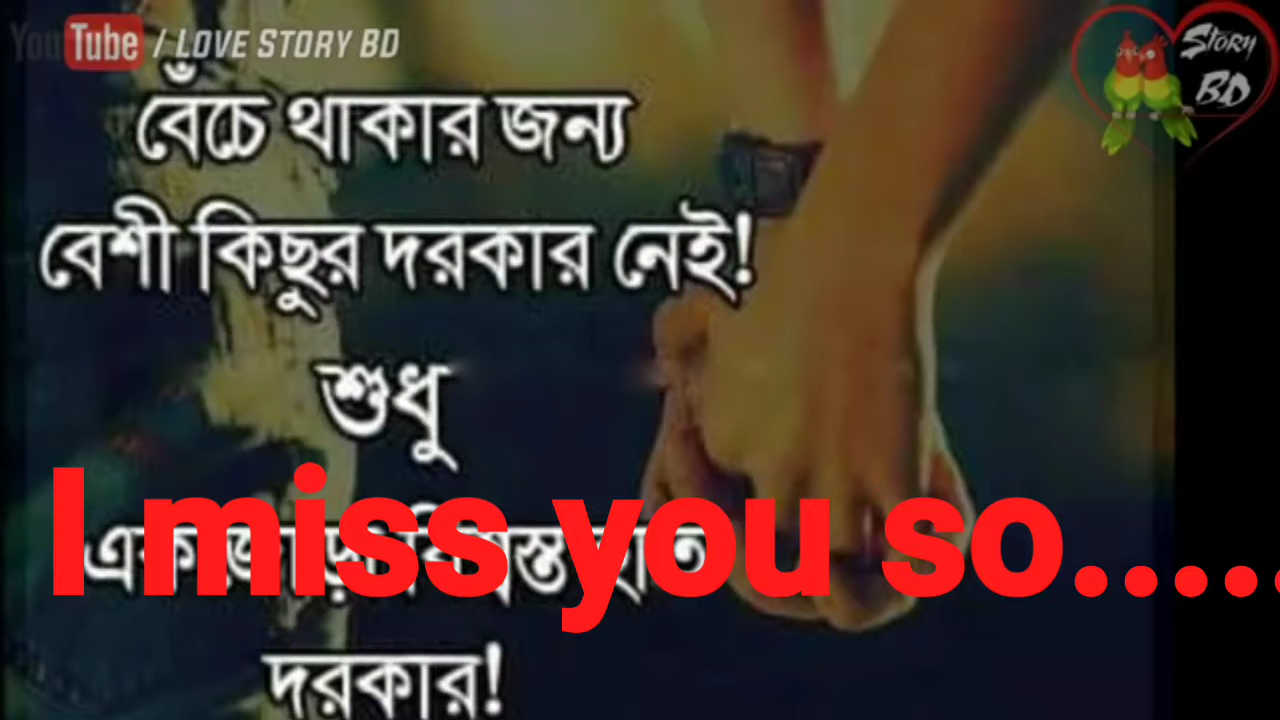 YouTube / LOVE STORY BD
STORY
BD
বেঁচে থাকার জন্য
বেশী কিছুর দরকার নেই!
শুধু
I miss you so.....
দরকার!